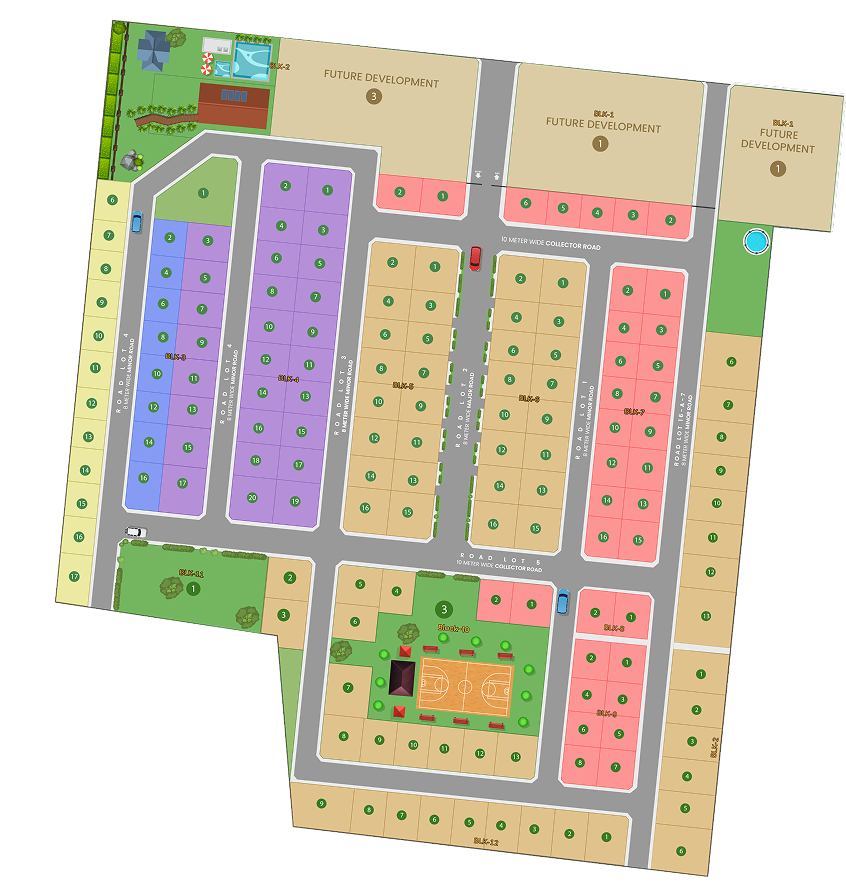 BLK-2
FUTURE DEVELOPMENT
3
BLK-1
FUTURE DEVELOPMENT
1
BLK-1
FUTURE
DEVELOPMENT
1
2 1
6 5 4 3 2
10 METER WIDE COLLECTOR ROAD
6
7
8
9
10
11
12
13
14
15
16
17
ROAD LOT 4
8 METER WIDE MINOR ROAD
1
2 3
4 5
6 7
8 9
BLK-3
10 11
12 13
14 15
16 17
ROAD LOT 4
8 METER WIDE MINOR ROAD
2 1
4 3
6 5
8 7
10 9
12 11
BLK-4
14 13
16 15
18 17
20 19
ROAD LOT 3
8 METER WIDE MINOR ROAD
2 1
4 3
6 5
8 7
BLK-5
10 9
12 11
14 13
16 15
ROAD LOT 2
8 METER WIDE MAJOR ROAD
2 1
4 3
6 5
8 7
BLK-6
10 9
12 11
14 13
16 15
ROAD LOT 1
8 METER WIDE MINOR ROAD
2 1
4 3
6 5
8 7
BLK-7
10 9
12 11
14 13
16 15
8 METER WIDE MINOR ROAD
6
7
8
9
10
11
12
13
ROAD LOT 5
10 METER WIDE COLLECTOR ROAD
BLK-11
1
2
3
5 4
6
3
Block-10
2 1
7
8 9 10 11 12 13
2 1
BLK-8
2 1
4 3
BLK-9
6 5
8 7
1
2
3
BLK-2
4
5
6
9 8 7 6 5 4 3 2 1
BLK-12